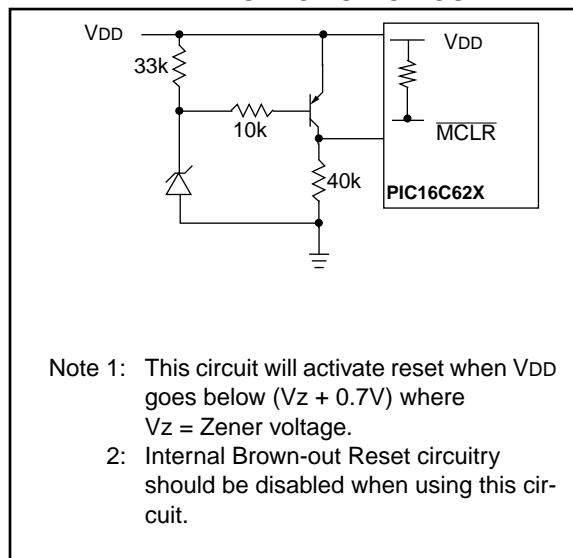 VDD
VDD
33k
10k
MCLR
40k
PIC16C62X
Note 1: This circuit will activate reset when VDD
goes below (Vz + 0.7V) where
Vz = Zener voltage.
2: Internal Brown-out Reset circuitry
should be disabled when using this cir-
cuit.